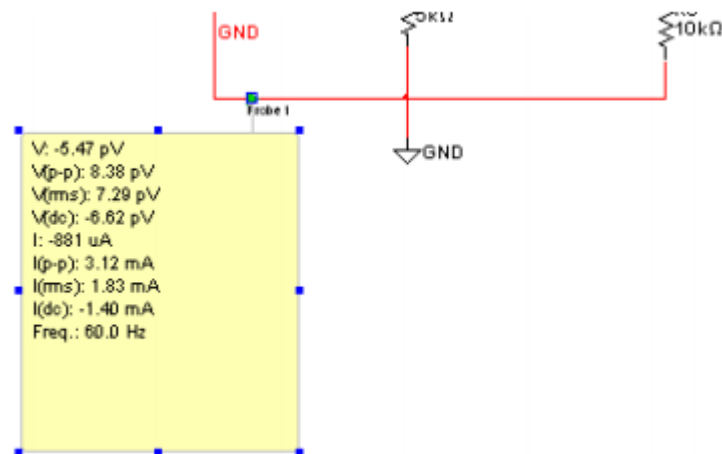 GND
10kΩ
Probe 1
GND
V: -5.47 pV
V(p-p): 8.38 pV
V(rms): 7.29 pV
V(dc): -6.62 pV
I: -881 uA
I(p-p): 3.12 mA
I(rms): 1.83 mA
I(dc): -1.40 mA
Freq.: 60.0 Hz